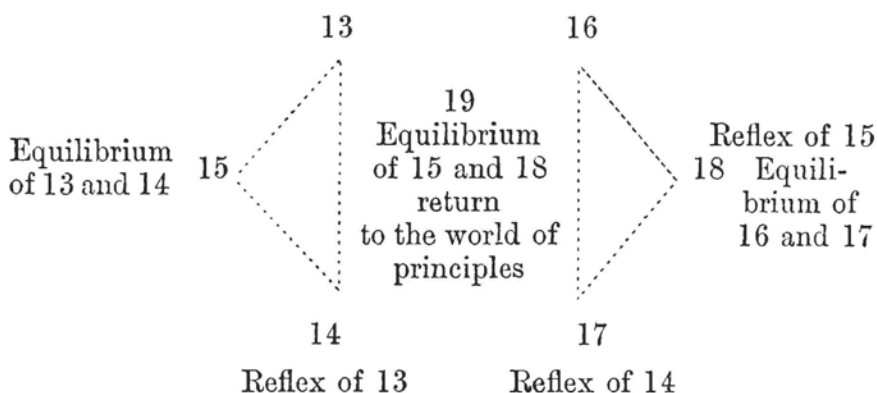 13
16
19
Equilibrium
of 13 and 14
15
Equilibrium
of 15 and 18
return
to the world of
principles
Reflex of 15
18 Equili-
brium of
16 and 17
14
17
Reflex of 13
Reflex of 14